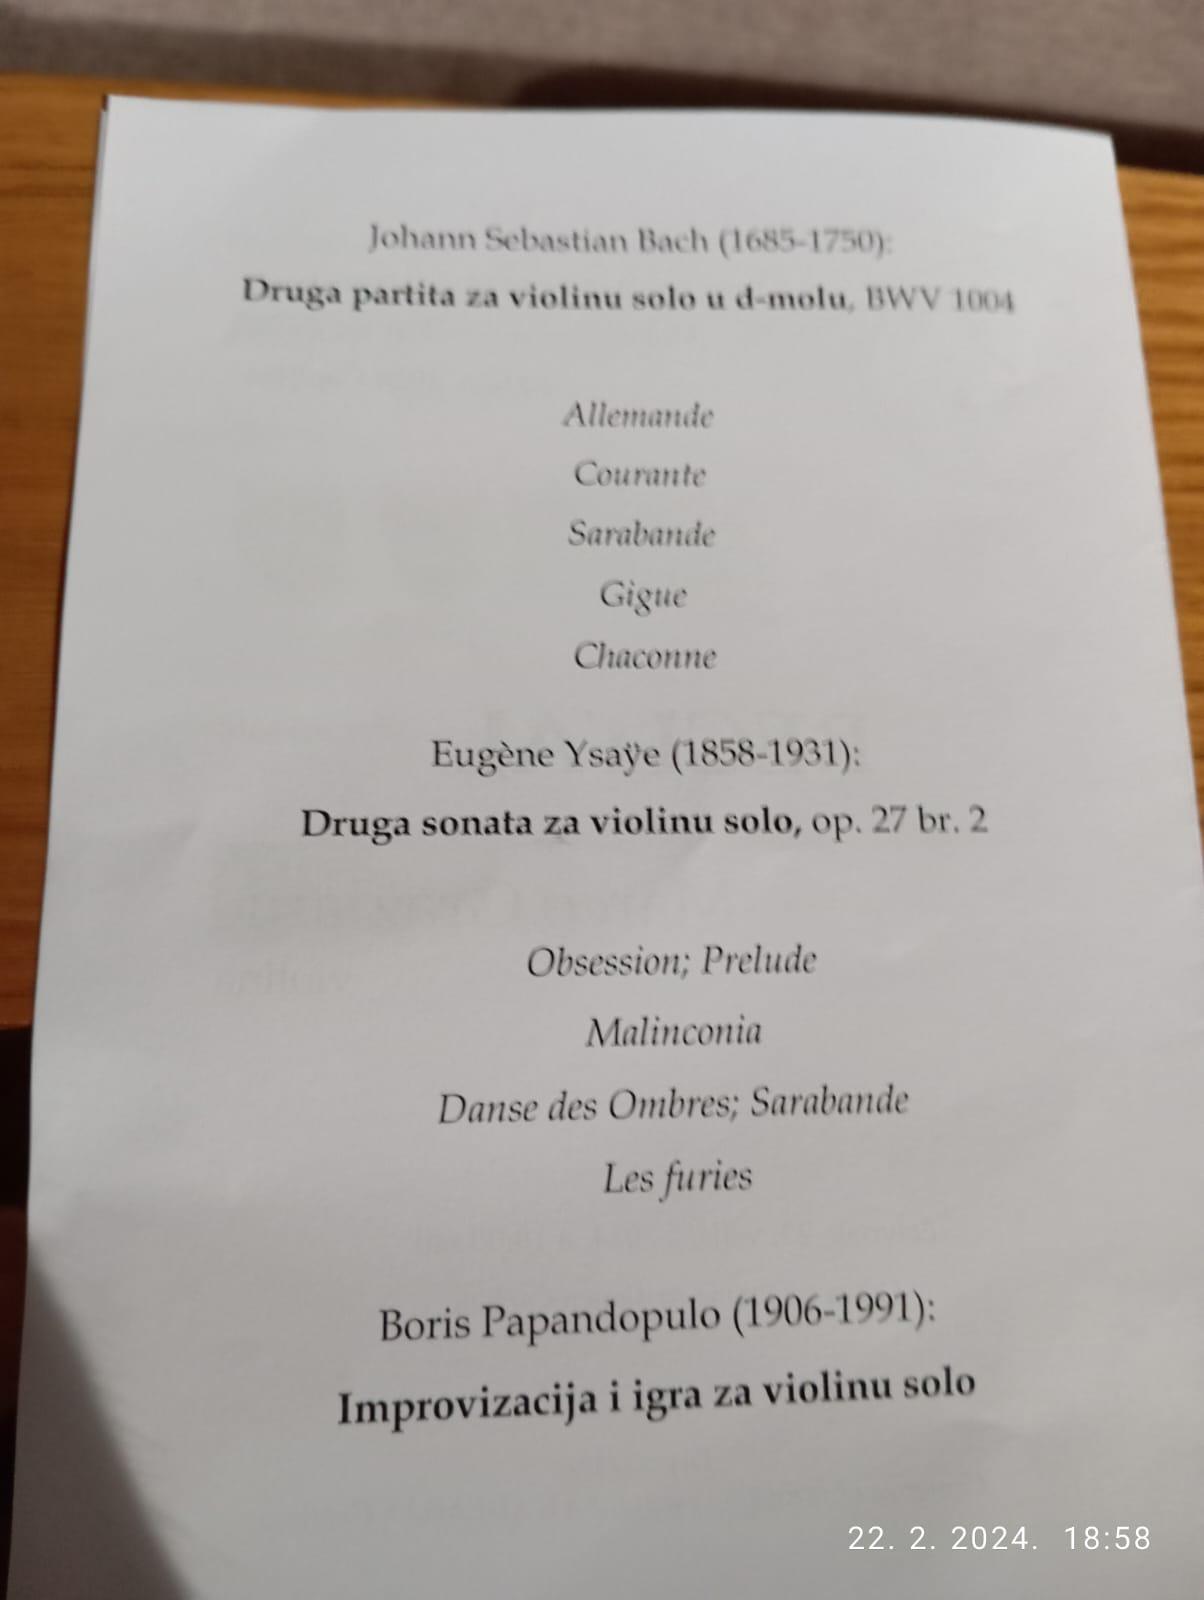 Johann Sebastian Bach (1685-1750):
Druga partita za violinu solo u d-molu, BWV 1004
Allemande
Courante
Sarabande
Gigue
Chaconne
Eugène Ysaÿe (1858-1931):
Druga sonata za violinu solo, op. 27 br. 2
Obsession; Prelude
Malinconia
Danse des Ombres; Sarabande
Les furies
Boris Papandopulo (1906-1991):
Improvizacija i igra za violinu solo
22. 2. 2024. 18:58